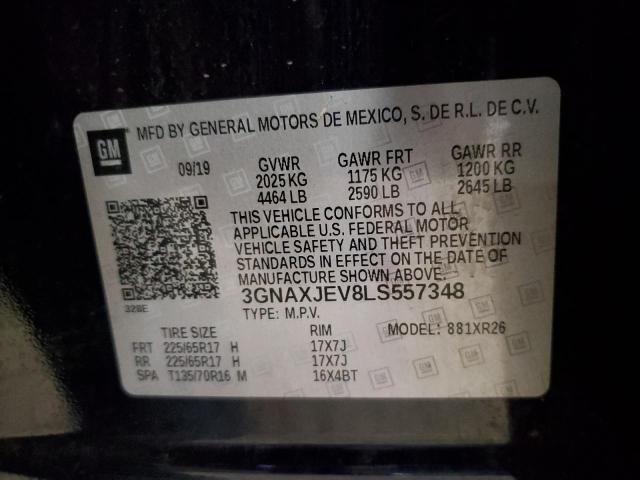 GM
MFD BY GENERAL MOTORS DE MEXICO, S. DE R.L. DE C.V.
09/19 GVWR GAWR FRT GAWR RR
2025 KG 1175 KG 1200 KG
4464 LB 2590 LB 2645 LB
THIS VEHICLE CONFORMS TO ALL
APPLICABLE U.S. FEDERAL MOTOR
VEHICLE SAFETY AND THEFT PREVENTION
STANDARDS IN EFFECT ON THE DATE OF
MANUFACTURE SHOWN ABOVE.
3GNAXJEV8LS557348
328E
TYPE: M.P.V.
TIRE SIZE RIM MODEL: 881XR26
FRT 225/65R17 H 17X7J
RR 225/65R17 H 17X7J
SPA T135/70R16 M 16X4BT